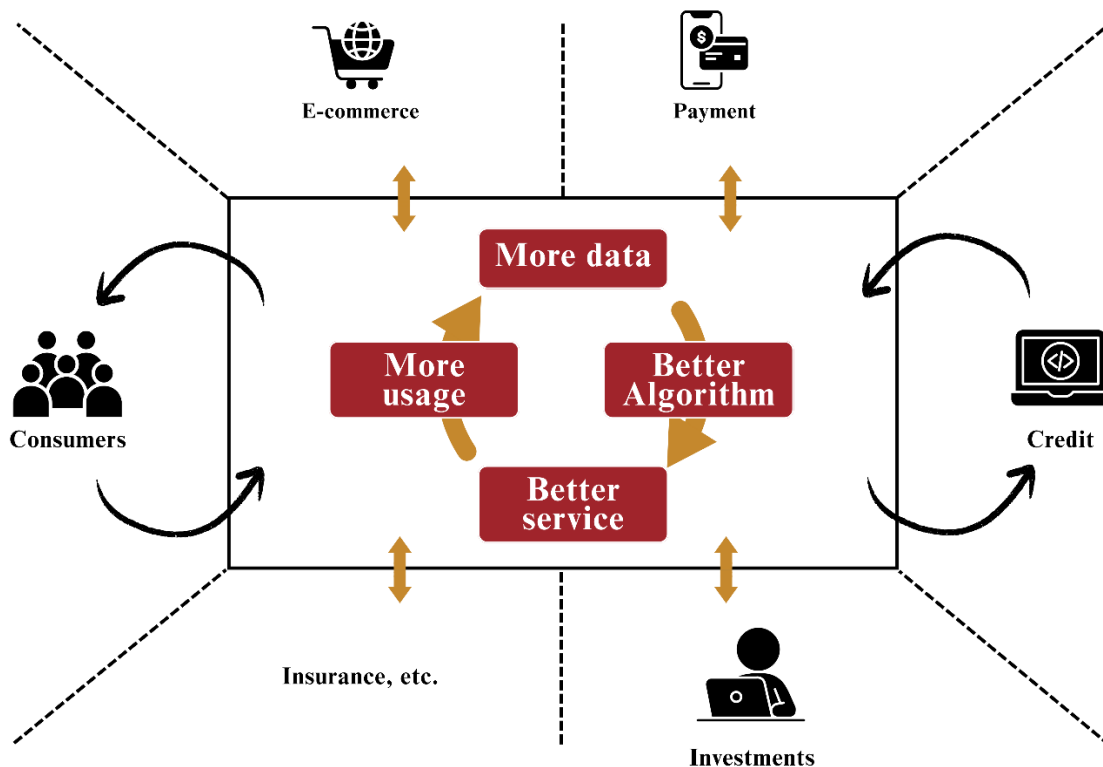 E-commerce
Payment
More data
More
usage
Better
Algorithm
Consumers
Credit
Better
service
Insurance, etc.
Investments